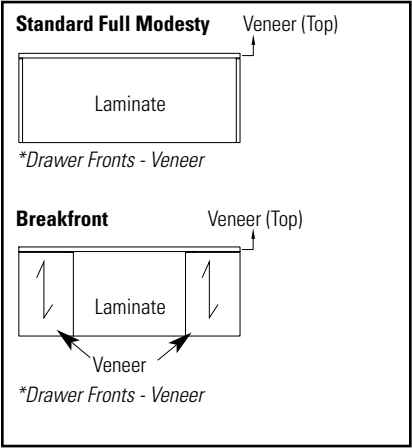 Standard Full Modesty Veneer (Top)
Laminate
*Drawer Fronts - Veneer
Breakfront Veneer (Top)
Laminate
Veneer
*Drawer Fronts - Veneer